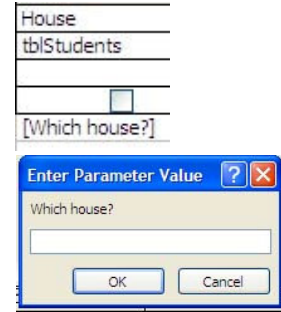 House
tblStudents
[Which house?]
Enter Parameter Value
Which house?
OK
Cancel